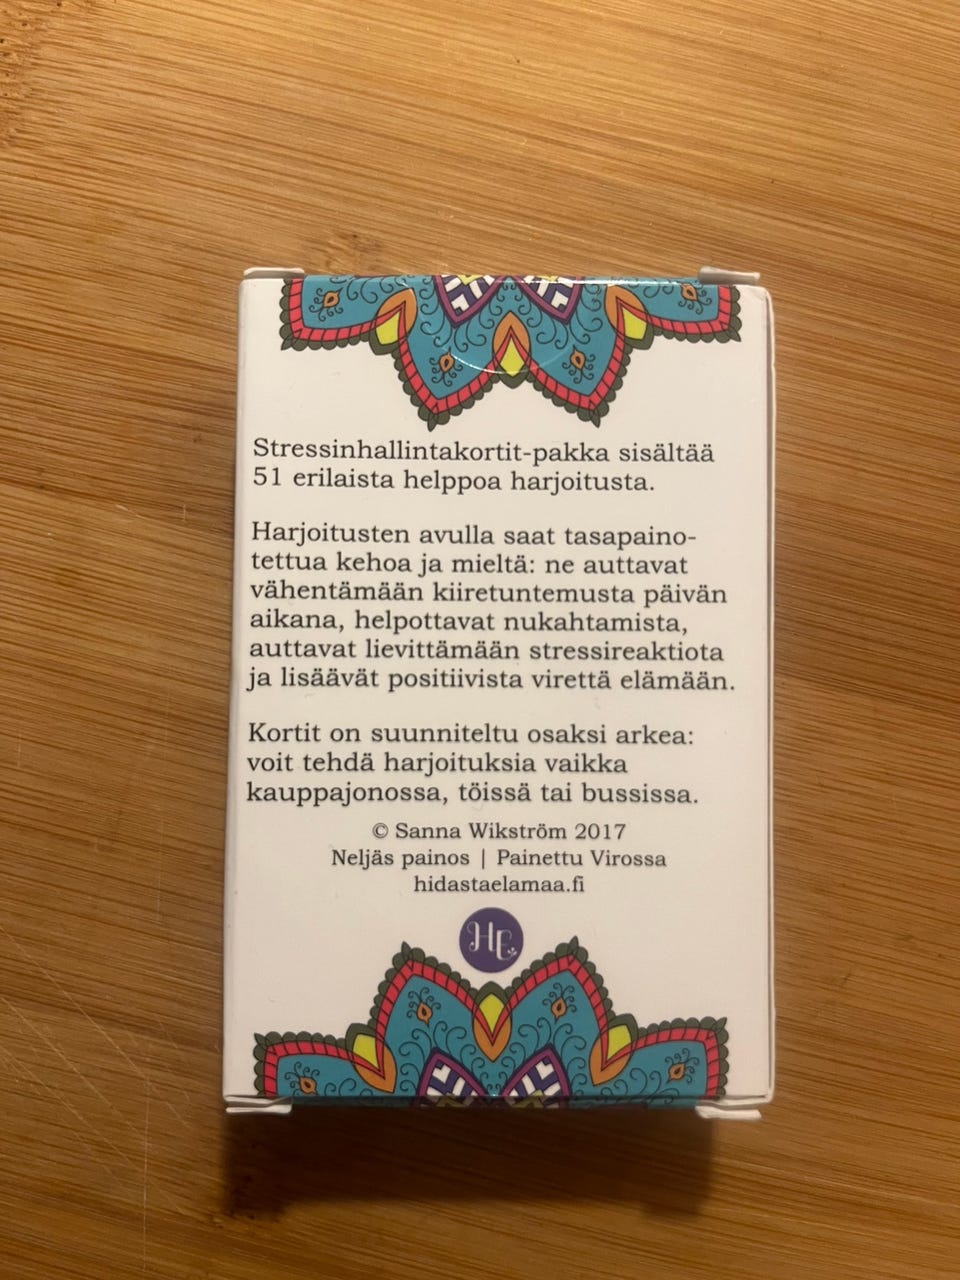 Stressinhallintakortit-pakka sisältää
51 erilaista helppoa harjoitusta.
Harjoitusten avulla saat tasapaino-
tettua kehoa ja mieltä: ne auttavat
vähentämään kiiretuntemusta päivän
aikana, helpottavat nukahtamista,
auttavat lievittämään stressireaktiota
ja lisäävät positiivista virettä elämään.
Kortit on suunniteltu osaksi arkea:
voit tehdä harjoituksia vaikka
kauppajonossa, töissä tai bussissa.
© Sanna Wikström 2017
Neljäs painos | Painettu Virossa
hidastaelamaa.fi
HE